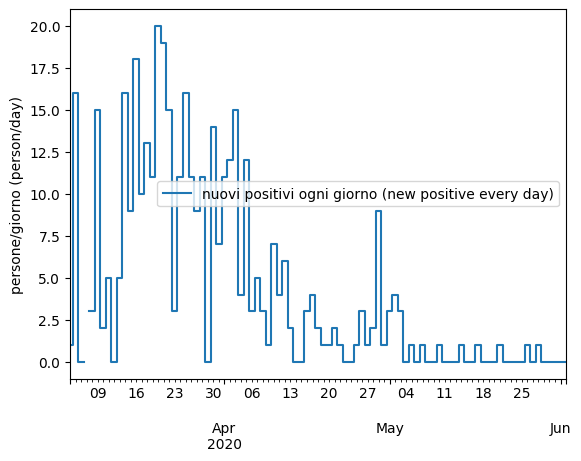 20.0
17.5
15.0
12.5
10.0
7.5
5.0
2.5
0.0
persone/giorno (person/day)
nuovi positivi ogni giorno (new positive every day)
09 16 23 30 06 13 20 27 04 11 18 25
Apr May Jun
2020